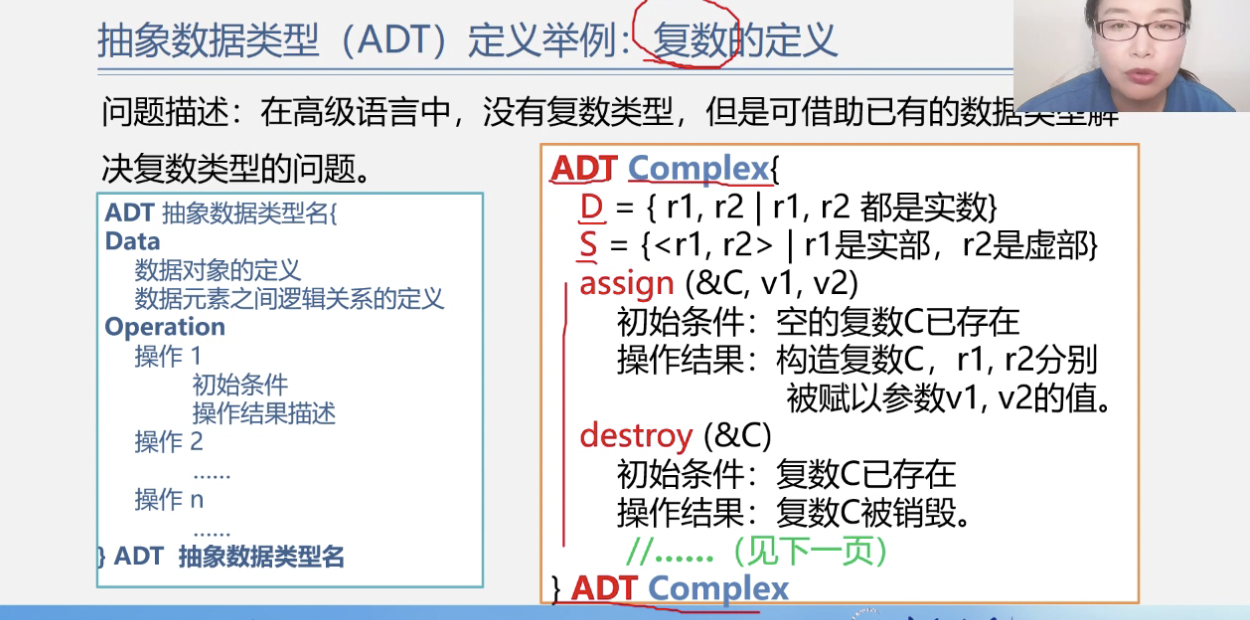 抽象数据类型（ADT）定义举例：复数的定义
问题描述：在高级语言中，没有复数类型，但是可借助已有的数据类型解
决复数类型的问题。
ADT 抽象数据类型名{
Data
数据对象的定义
数据元素之间逻辑关系的定义
Operation
操作 1
初始条件
操作结果描述
操作 2
……
操作 n
……
} ADT 抽象数据类型名
ADT Complex{
D = { r1, r2 | r1, r2 都是实数}
S = {<r1, r2> | r1是实部，r2是虚部}
assign (&C, v1, v2)
初始条件：空的复数C已存在
操作结果：构造复数C，r1, r2分别
被赋以参数v1, v2的值。
destroy (&C)
初始条件：复数C已存在
操作结果：复数C被销毁。
//……（见下一页）
} ADT Complex